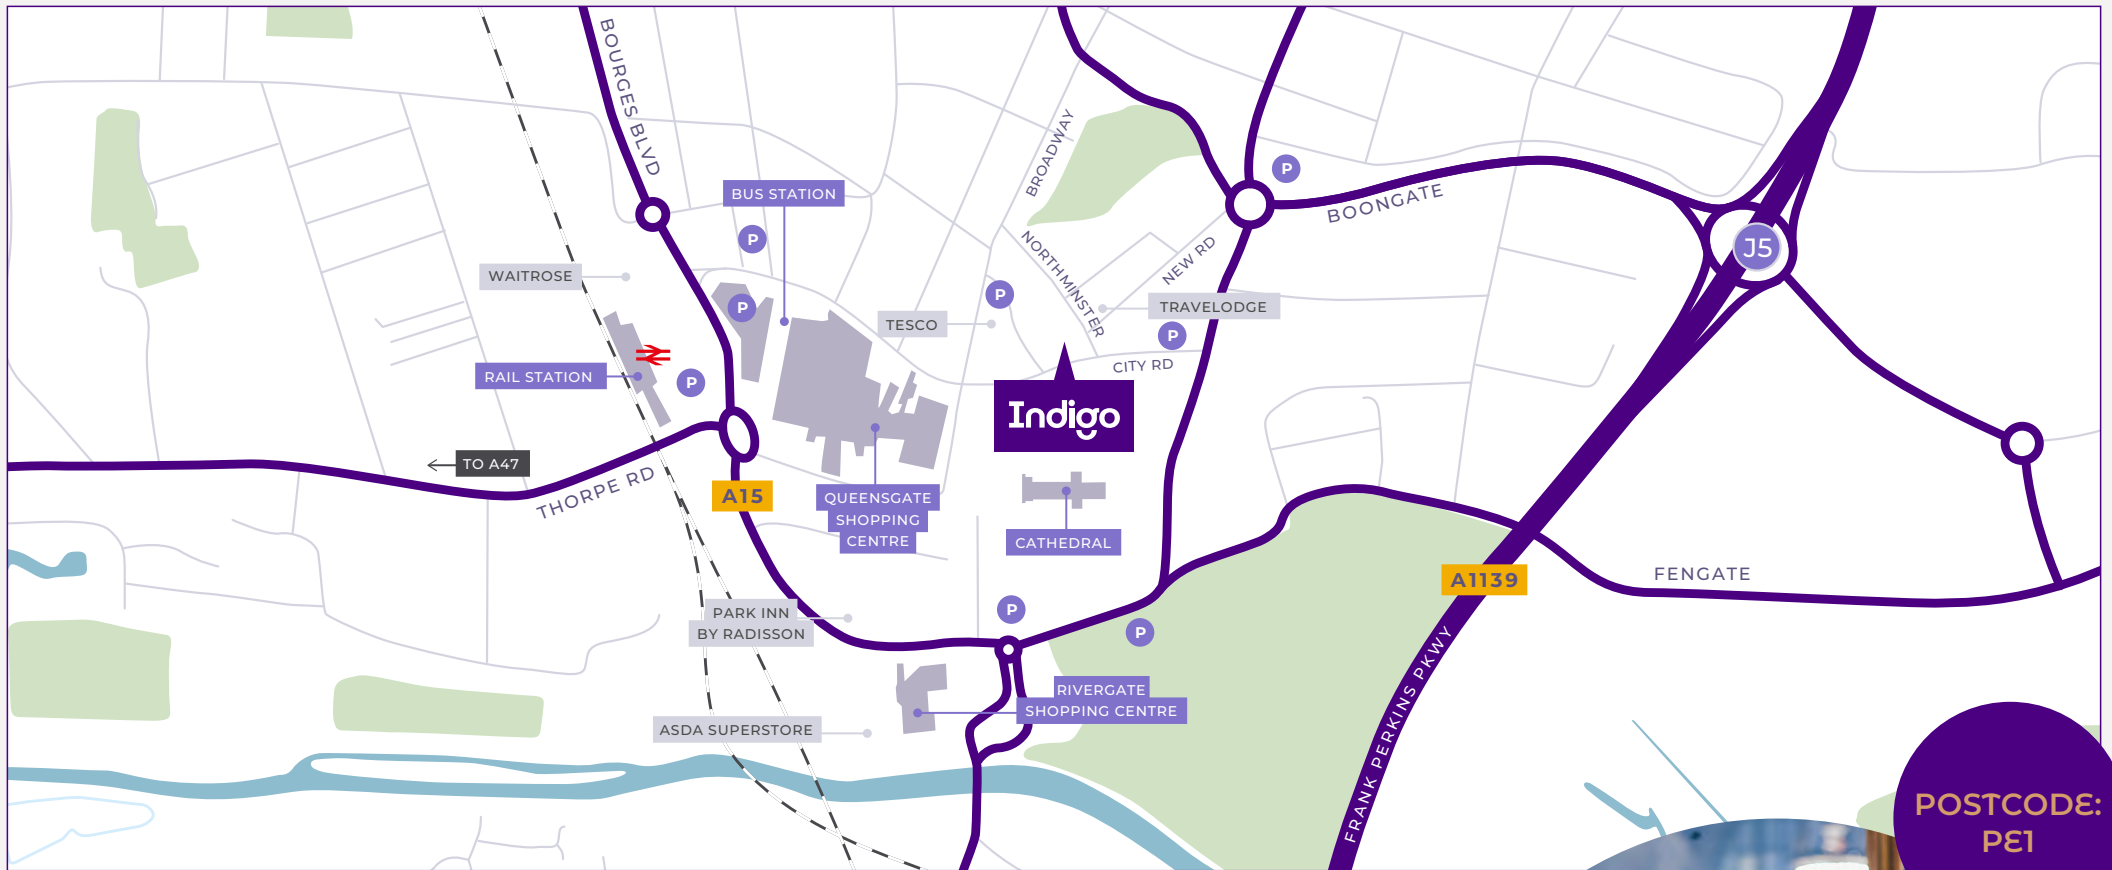 BOURGES BLVD
BROADWAY
P
BUS STATION
BOONGATE
P
NORTHMINSTER
NEW RD
J5
WAITROSE
P
P
TRAVELODGE
TESCO
P
RAIL STATION
P
CITY RD
Indigo
TO A47
THORPE RD
A15
QUEENSGATE
SHOPPING
CENTRE
CATHEDRAL
A1139
FENGATE
PARK INN
BY RADISSON
P
P
FRANK PERKINS PKWY
RIVERGATE
SHOPPING CENTRE
ASDA SUPERSTORE
POSTCODE:
PE1